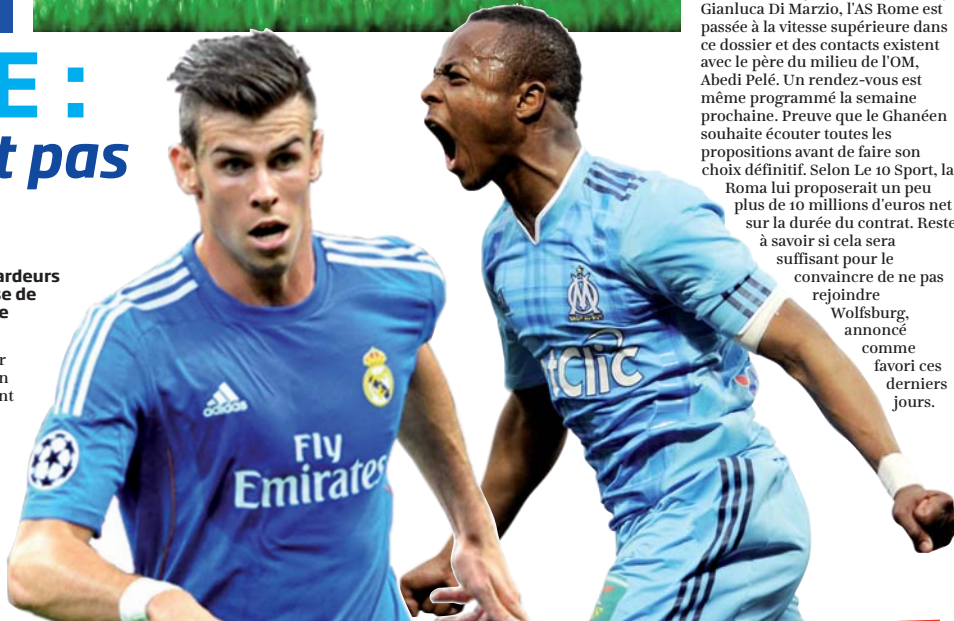 E :
t pas
ardeurs
se de
e
r
n
nt
Gianluca Di Marzio, l'AS Rome est
passée à la vitesse supérieure dans
ce dossier et des contacts existent
avec le père du milieu de l'OM,
Abedi Pelé. Un rendez-vous est
même programmé la semaine
prochaine. Preuve que le Ghanéen
souhaite écouter toutes les
propositions avant de faire son
choix définitif. Selon Le 10 Sport, la
Roma lui proposerait un peu
plus de 10 millions d'euros net
sur la durée du contrat. Reste
à savoir si cela sera
suffisant pour le
convaincre de ne pas
rejoindre
Wolfsburg,
annoncé
comme
favori ces
derniers
jours.
adidas
Fly
Emirates
tClic